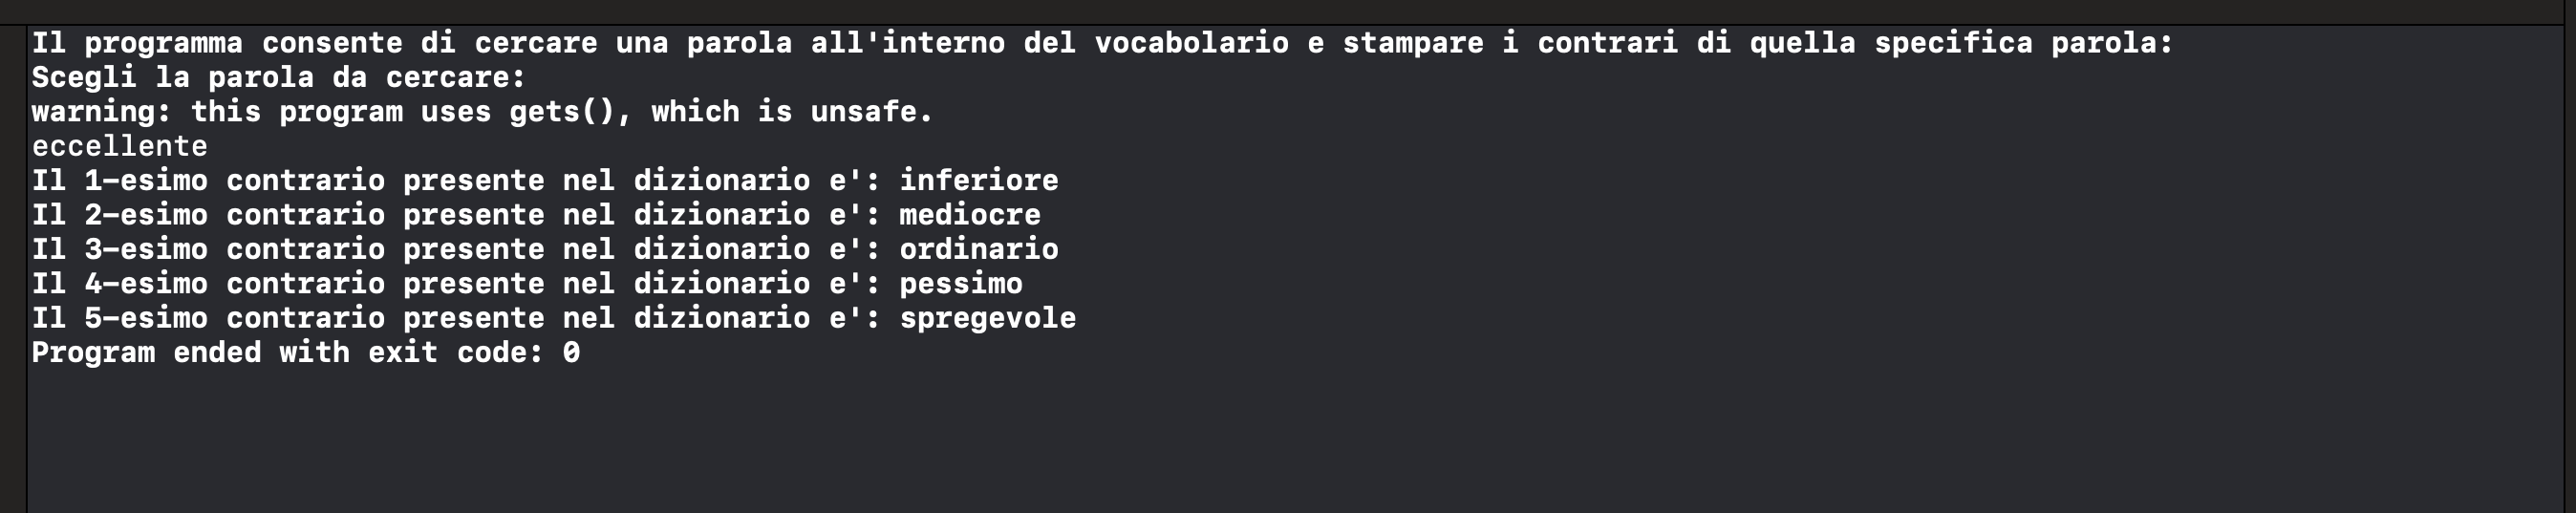 Il programma consente di cercare una parola all'interno del vocabolario e stampare i contrari di quella specifica parola:
Scegli la parola da cercare:
warning: this program uses gets(), which is unsafe.
eccellente
Il 1-esimo contrario presente nel dizionario e': inferiore
Il 2-esimo contrario presente nel dizionario e': mediocre
Il 3-esimo contrario presente nel dizionario e': ordinario
Il 4-esimo contrario presente nel dizionario e': pessimo
Il 5-esimo contrario presente nel dizionario e': spregevole
Program ended with exit code: 0